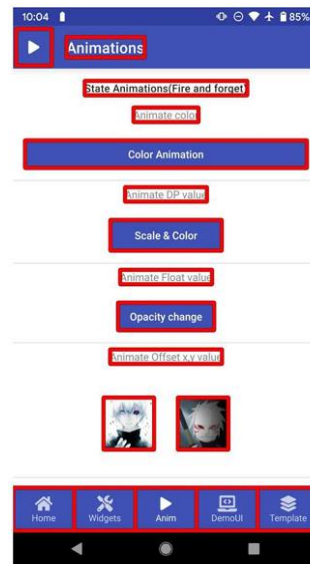 10:04
85%
Animations
State Animations(Fire and forget)
Animate color
Color Animation
Animate DP value
Scale & Color
Animate Float value
Opacity change
Animate Offset x,y value
Home
Widgets
Anim
DemoUI
Template